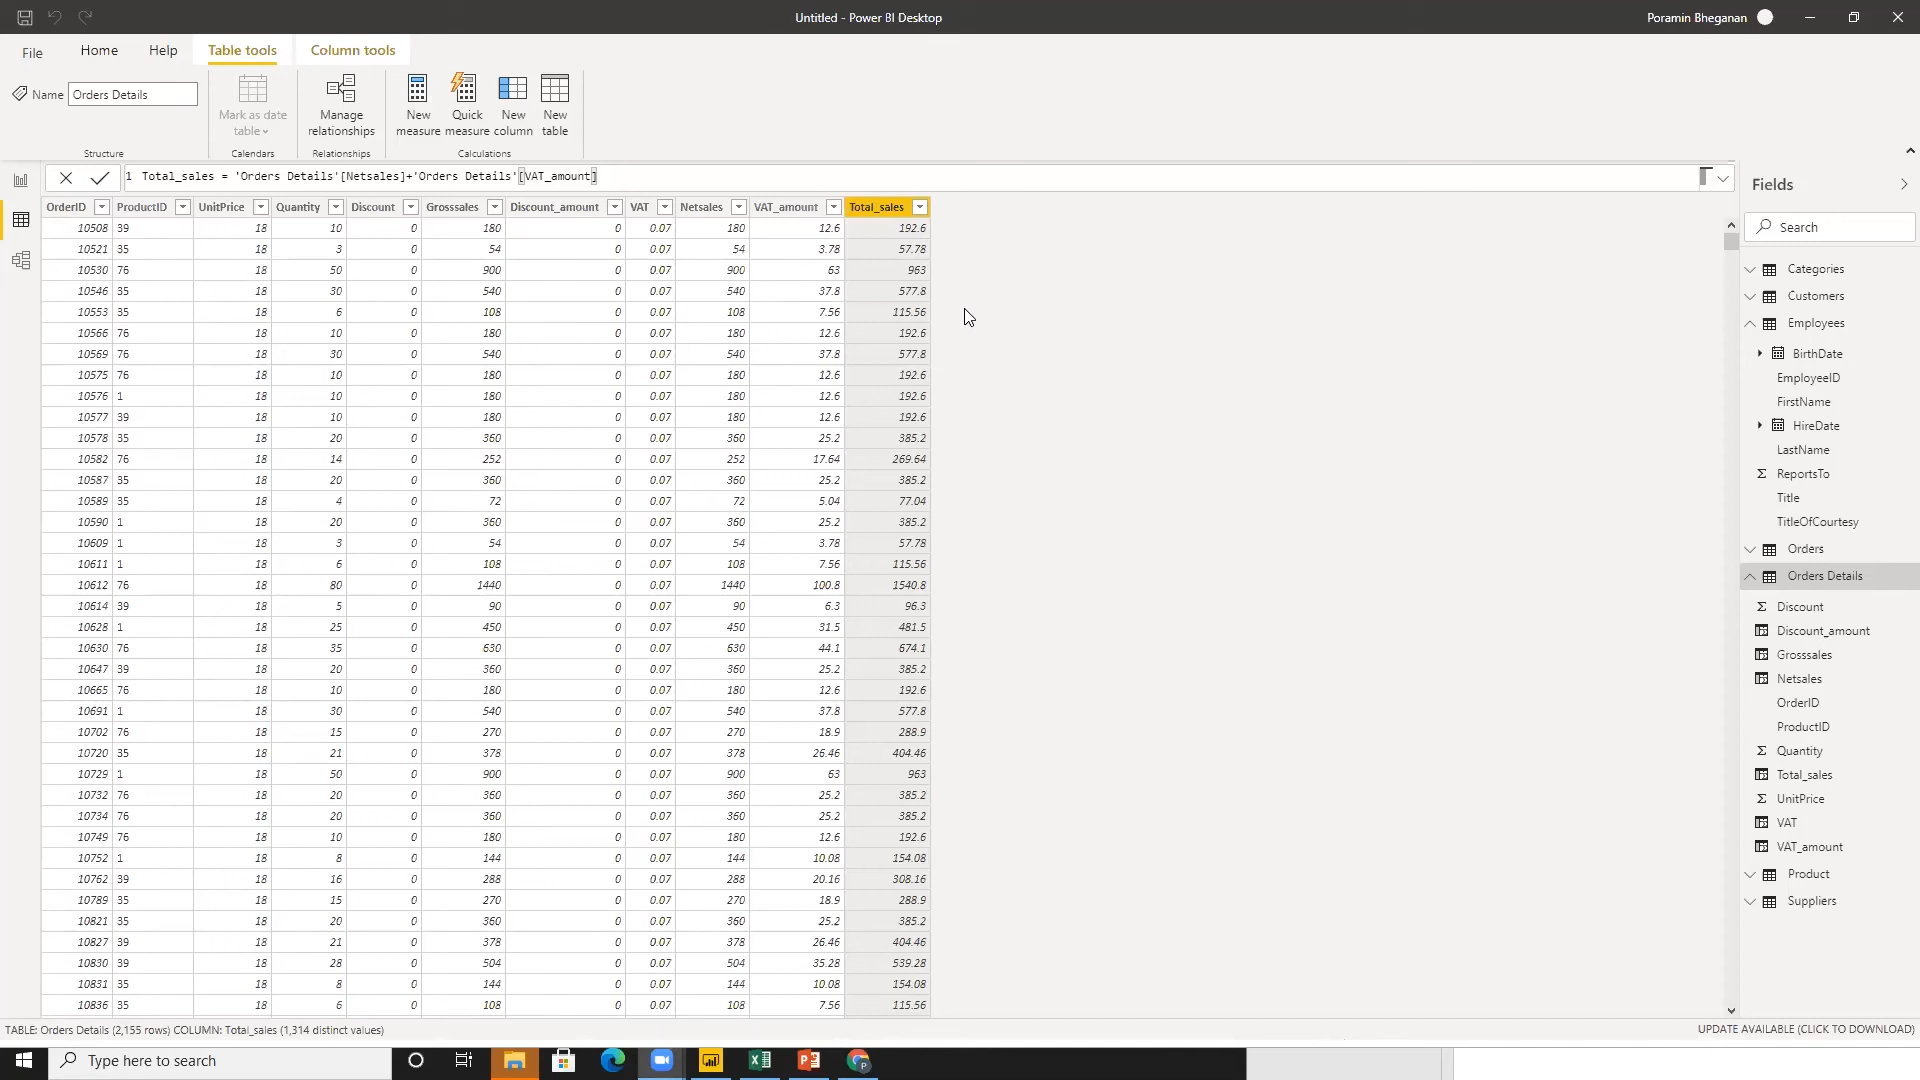 Untitled - Power BI Desktop
Poramin Bheganan
File
Home
Help
Table tools
Column tools
Name
Orders Details
Mark as date
table
Manage
relationships
New
measure
Quick
measure
New
column
New
table
Structure
Calendars
Relationships
Calculations
1 Total_sales = 'Orders Details'[Netsales]+'Orders Details'[VAT_amount]
OrderID ProductID UnitPrice Quantity Discount Grosssales Discount_amount VAT Netsales VAT_amount Total_sales
10508 39 18 10 0 180 0 0.07 180 12.6 192.6
10521 35 18 3 0 54 0 0.07 54 3.78 57.78
10530 76 18 50 0 900 0 0.07 900 63 963
10546 35 18 30 0 540 0 0.07 540 37.8 577.8
10553 35 18 6 0 108 0 0.07 108 7.56 115.56
10566 76 18 10 0 180 0 0.07 180 12.6 192.6
10569 76 18 30 0 540 0 0.07 540 37.8 577.8
10575 76 18 10 0 180 0 0.07 180 12.6 192.6
10576 1 18 10 0 180 0 0.07 180 12.6 192.6
10577 39 18 10 0 180 0 0.07 180 12.6 192.6
10578 35 18 20 0 360 0 0.07 360 25.2 385.2
10582 76 18 14 0 252 0 0.07 252 17.64 269.64
10587 35 18 20 0 360 0 0.07 360 25.2 385.2
10589 35 18 4 0 72 0 0.07 72 5.04 77.04
10590 1 18 20 0 360 0 0.07 360 25.2 385.2
10609 1 18 3 0 54 0 0.07 54 3.78 57.78
10611 1 18 6 0 108 0 0.07 108 7.56 115.56
10612 76 18 80 0 1440 0 0.07 1440 100.8 1540.8
10614 39 18 5 0 90 0 0.07 90 6.3 96.3
10628 1 18 25 0 450 0 0.07 450 31.5 481.5
10630 76 18 35 0 630 0 0.07 630 44.1 674.1
10647 39 18 20 0 360 0 0.07 360 25.2 385.2
10665 76 18 10 0 180 0 0.07 180 12.6 192.6
10691 1 18 30 0 540 0 0.07 540 37.8 577.8
10702 76 18 15 0 270 0 0.07 270 18.9 288.9
10720 35 18 21 0 378 0 0.07 378 26.46 404.46
10729 1 18 50 0 900 0 0.07 900 63 963
10732 76 18 20 0 360 0 0.07 360 25.2 385.2
10734 76 18 20 0 360 0 0.07 360 25.2 385.2
10749 76 18 10 0 180 0 0.07 180 12.6 192.6
10752 1 18 8 0 144 0 0.07 144 10.08 154.08
10762 39 18 16 0 288 0 0.07 288 20.16 308.16
10789 35 18 15 0 270 0 0.07 270 18.9 288.9
10821 35 18 20 0 360 0 0.07 360 25.2 385.2
10827 39 18 21 0 378 0 0.07 378 26.46 404.46
10830 39 18 28 0 504 0 0.07 504 35.28 539.28
10831 35 18 8 0 144 0 0.07 144 10.08 154.08
10836 35 18 6 0 108 0 0.07 108 7.56 115.56
Fields
Search
Categories
Customers
Employees
BirthDate
EmployeeID
FirstName
HireDate
LastName
ReportsTo
Title
TitleOfCourtesy
Orders
Orders Details
Discount
Discount_amount
Grosssales
Netsales
OrderID
ProductID
Quantity
Total_sales
UnitPrice
VAT
VAT_amount
Product
Suppliers
TABLE: Orders Details (2,155 rows) COLUMN: Total_sales (1,314 distinct values)
UPDATE AVAILABLE (CLICK TO DOWNLOAD)
Type here to search